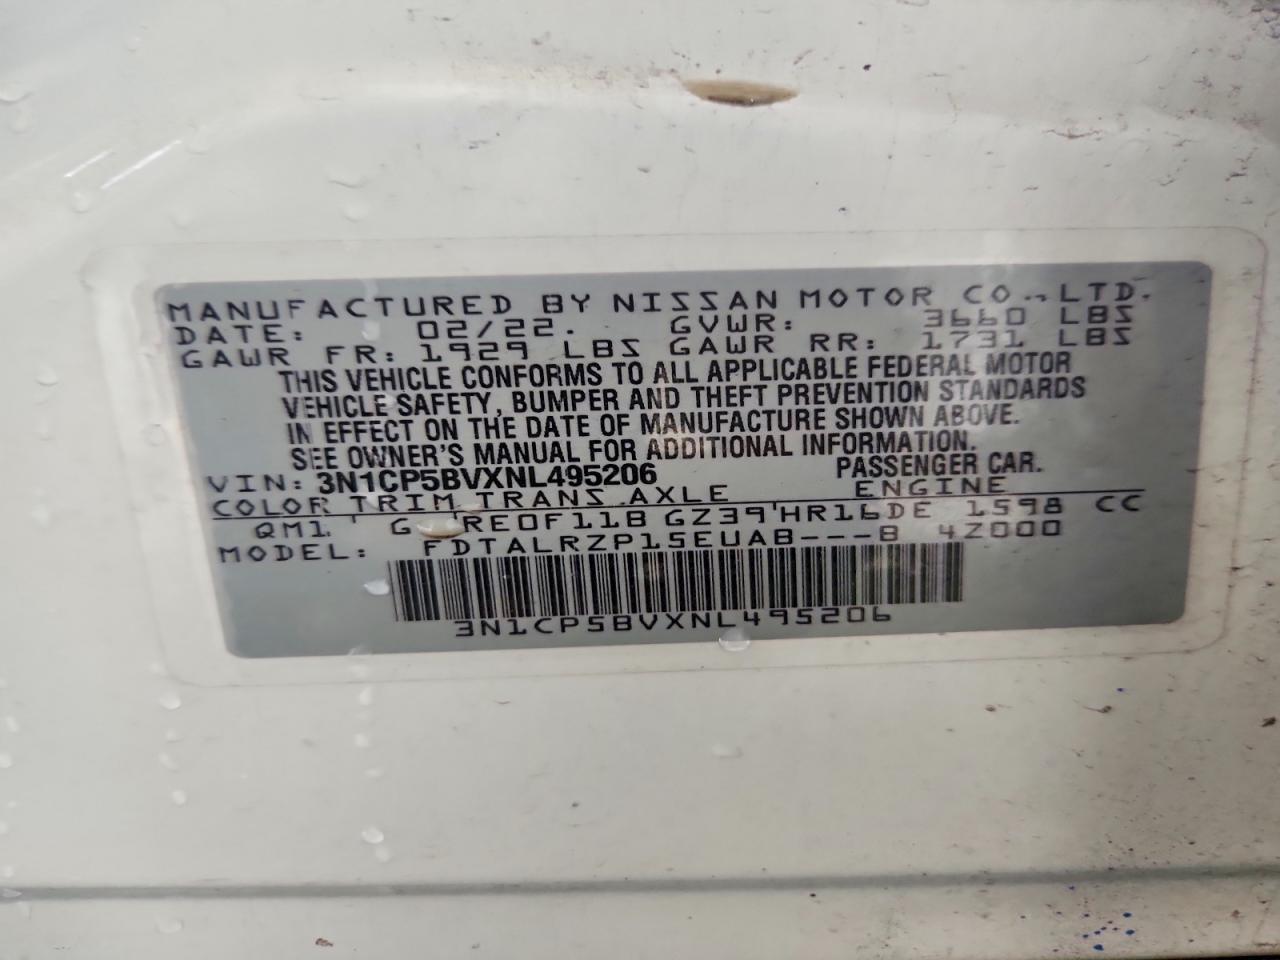 MANUFACTURED BY NISSAN MOTOR CO., LTD.
DATE: 02/22. GVWR: 3660 LBS
GAWR FR: 1929 LBS GAWR RR: 1731 LBS
THIS VEHICLE CONFORMS TO ALL APPLICABLE FEDERAL MOTOR
VEHICLE SAFETY, BUMPER AND THEFT PREVENTION STANDARDS
IN EFFECT ON THE DATE OF MANUFACTURE SHOWN ABOVE.
SEE OWNER'S MANUAL FOR ADDITIONAL INFORMATION.
VIN: 3N1CP5BVXNL495206 PASSENGER CAR.
COLOR TRIM TRANS AXLE ENGINE
QM1 G RE0F11B GZ39 HR16DE 1598 CC
MODEL: FDTALRZP15EUAB---B 4Z000
3N1CP5BVXNL495206